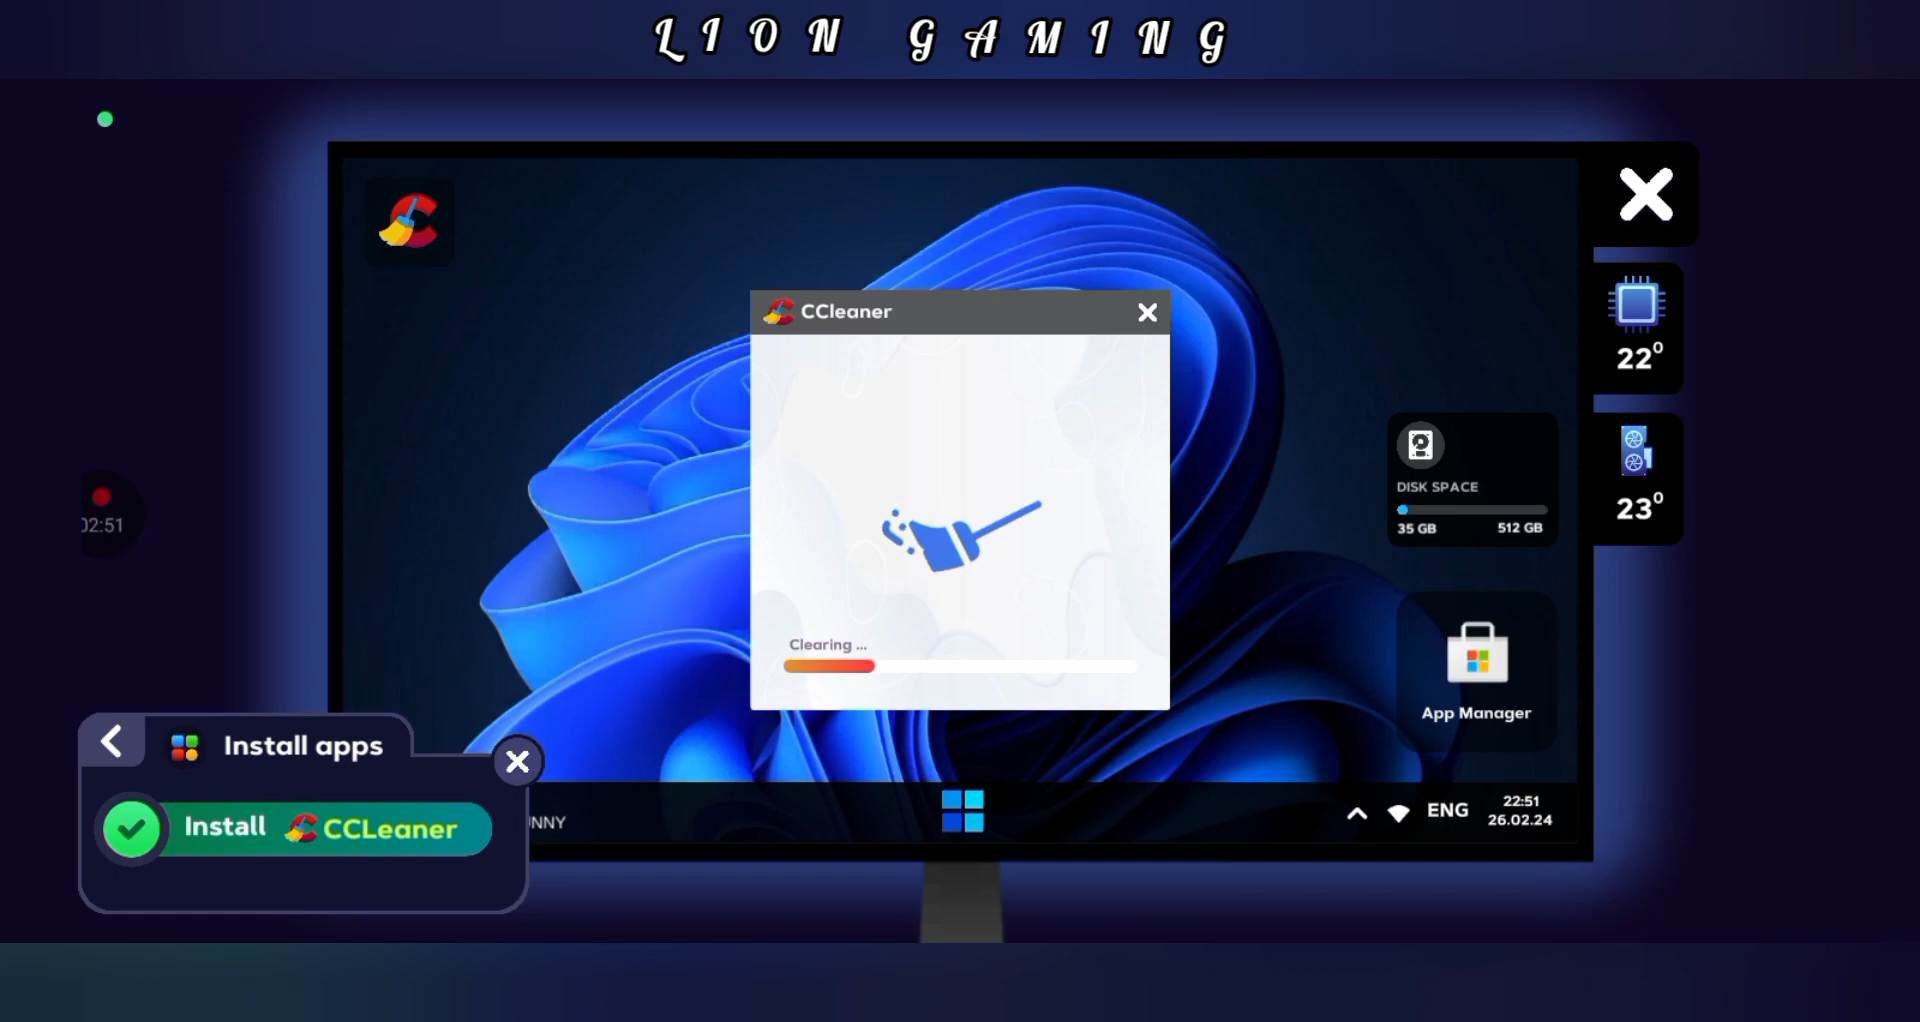 LION GAMING
CCleaner
22°
DISK SPACE
35 GB 512 GB
23°
02:51
Clearing ...
App Manager
Install apps
Install CCLeaner
UNNY
ENG
22:51
26.02.24